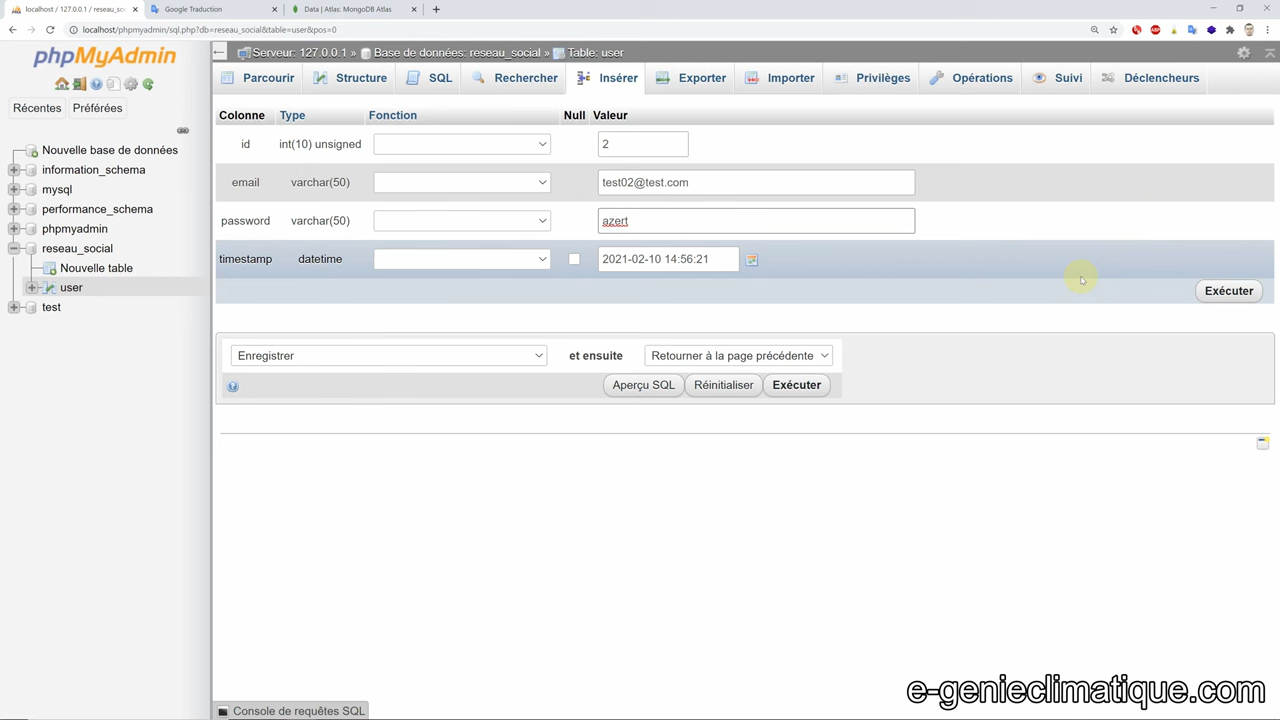 localhost / 127.0.0.1 / reseau_soc
Google Traduction
Data | Atlas: MongoDB Atlas
localhost/phpmyadmin/sql.php?db=reseau_social&table=user&pos=0
phpMyAdmin
Serveur: 127.0.0.1 » Base de données: reseau_social » Table: user
Parcourir Structure SQL Rechercher Insérer Exporter Importer Privilèges Opérations Suivi Déclencheurs
Récentes Préférées
Nouvelle base de données
information_schema
mysql
performance_schema
phpmyadmin
reseau_social
Nouvelle table
user
test
Colonne Type Fonction Null Valeur
id int(10) unsigned 2
email varchar(50) test02@test.com
password varchar(50) azert
timestamp datetime 2021-02-10 14:56:21
Exécuter
Enregistrer et ensuite Retourner à la page précédente
Aperçu SQL Réinitialiser Exécuter
Console de requêtes SQL
e-genieclimatique.com